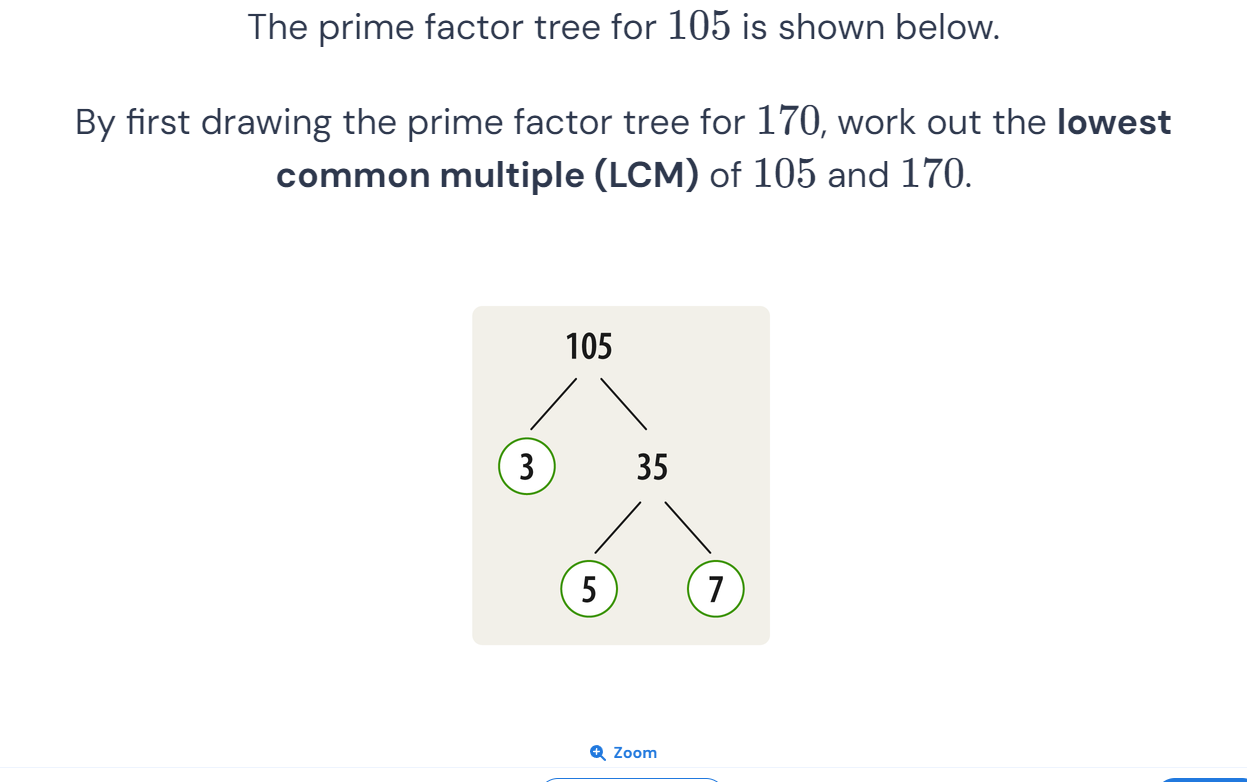 The prime factor tree for 105 is shown below.
By first drawing the prime factor tree for 170, work out the lowest
common multiple (LCM) of 105 and 170.
105
3 35
5 7
Zoom